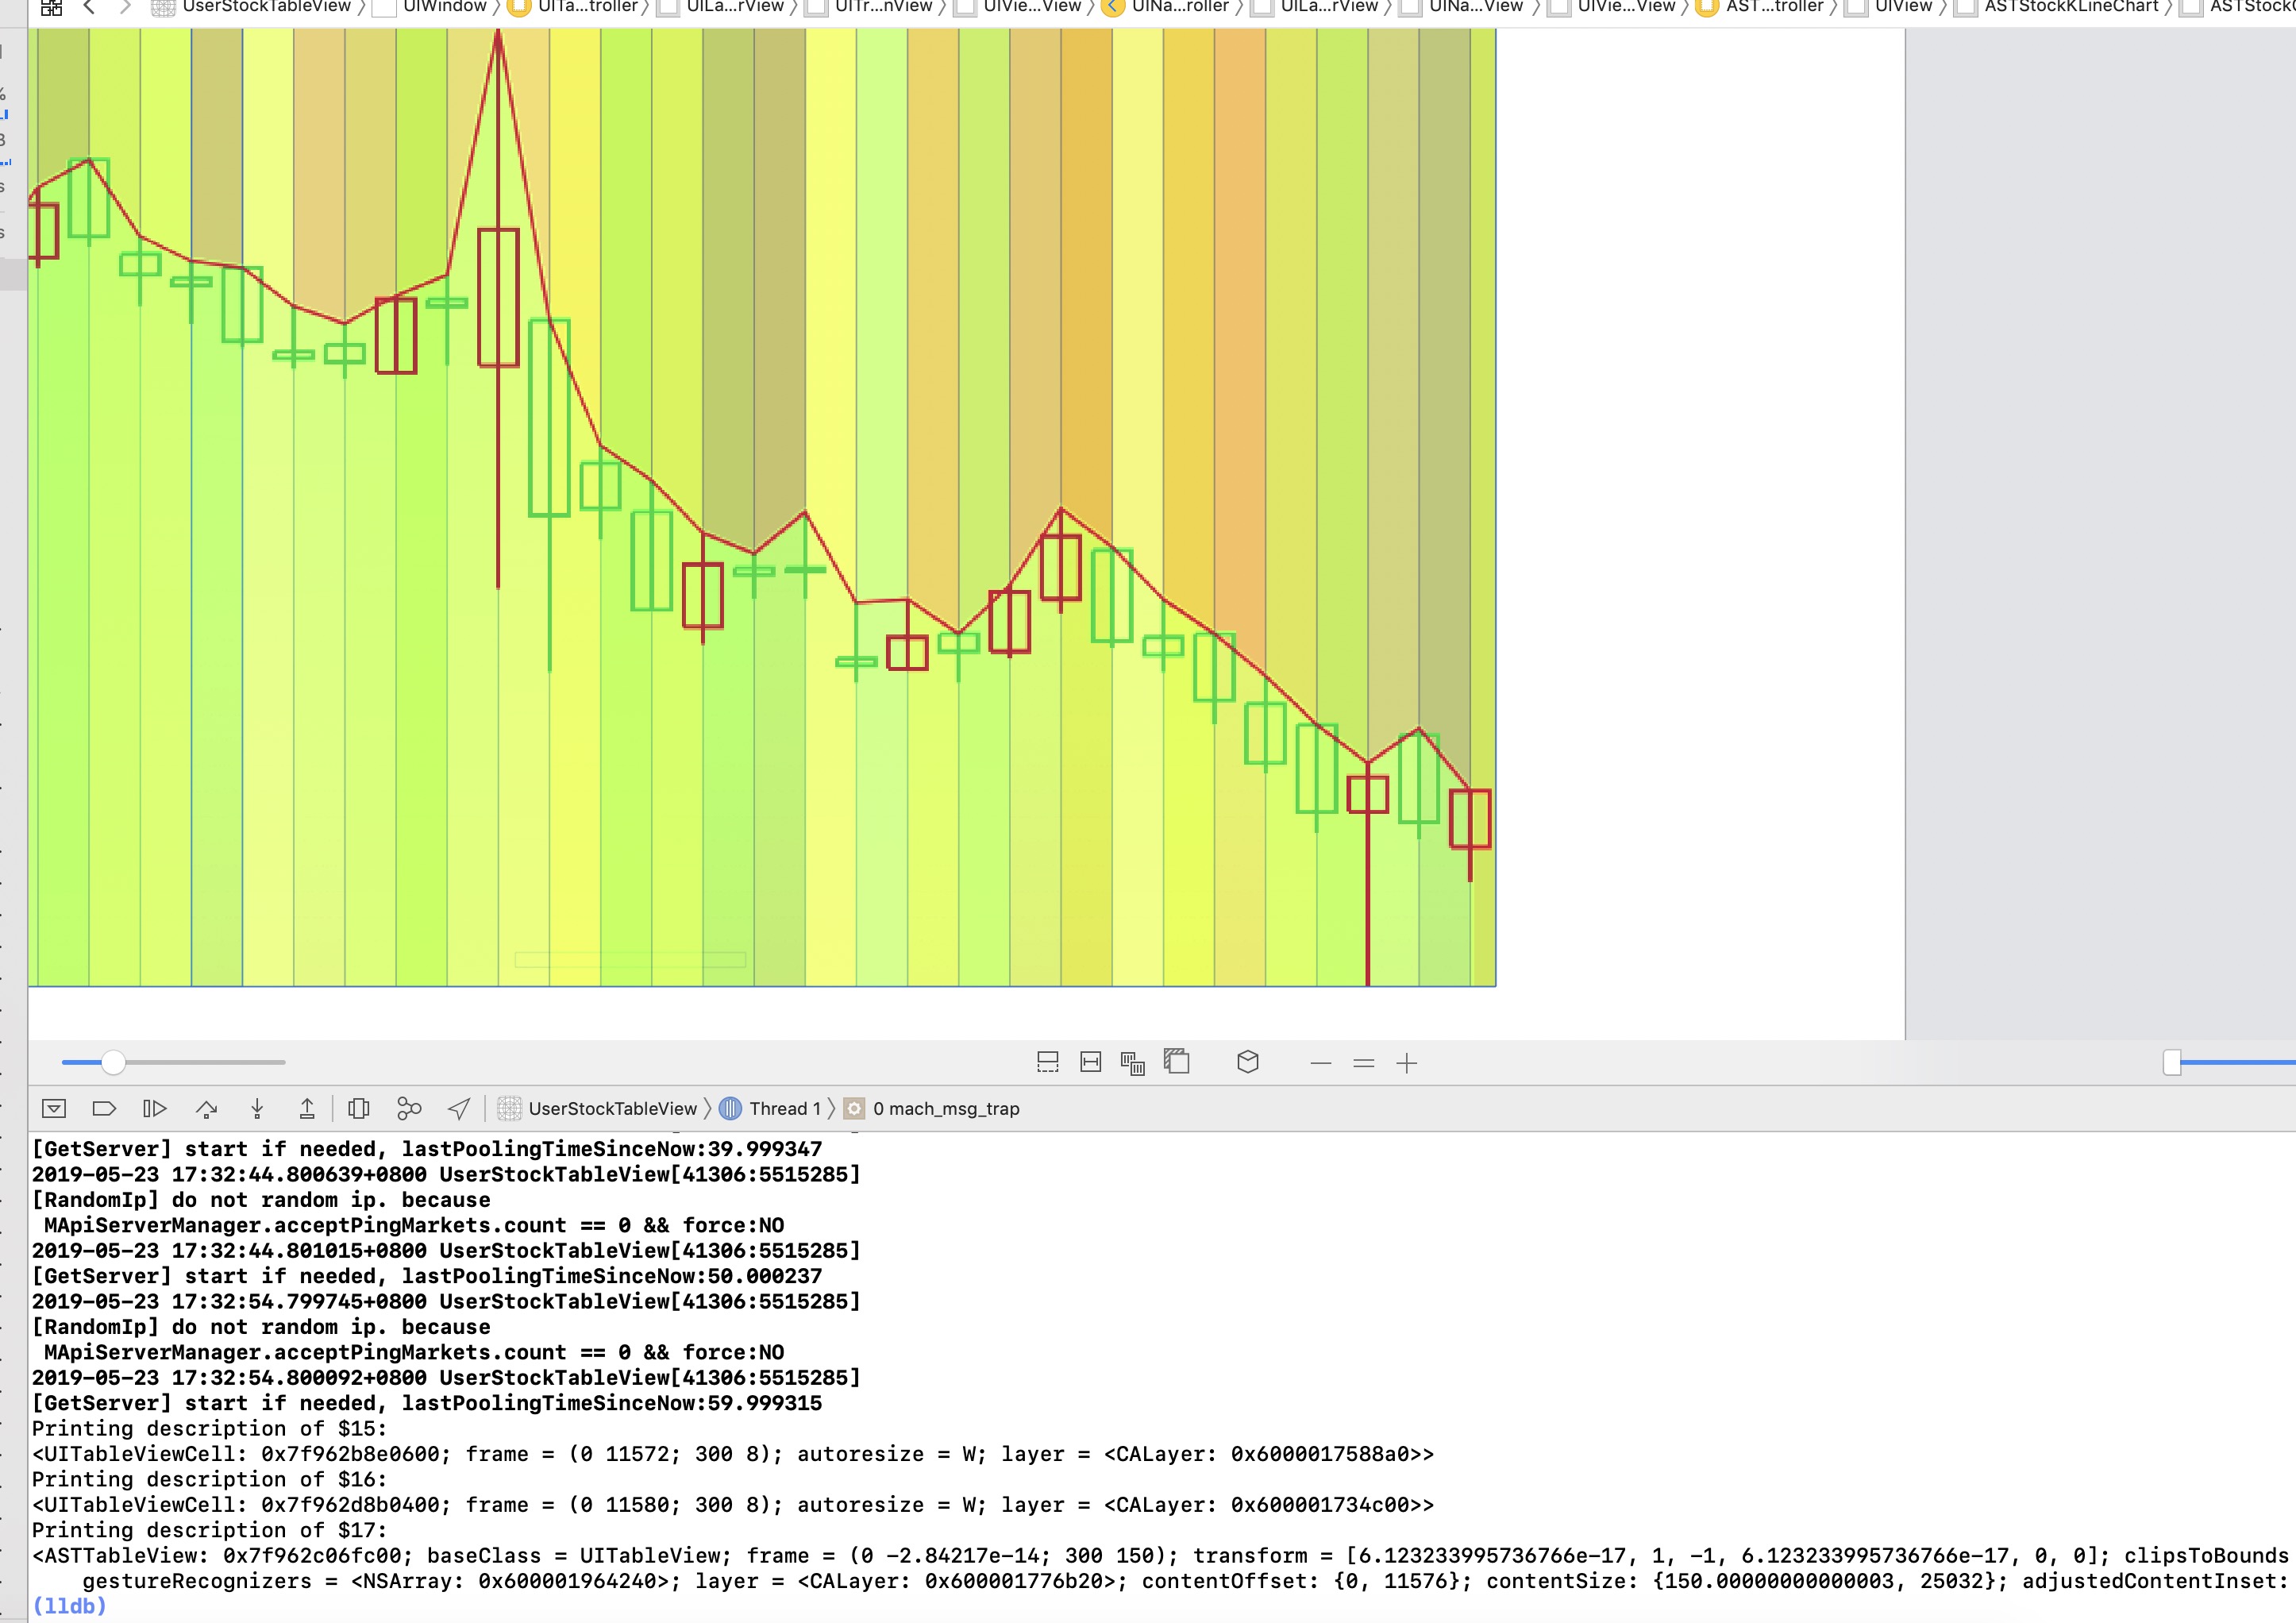 UserStockTableView 〉 UIWindow 〉 UITa...troller 〉 UILa...rView 〉 UITr...nView 〉 UIVie...View 〉 UINa...roller 〉 UILa...rView 〉 UINa...View 〉 UIVie...View 〉 AST...troller 〉 UIView 〉 ASTStockKLineChart 〉
%
B
s
s
UserStockTableView 〉 Thread 1 〉 0 mach_msg_trap
[GetServer] start if needed, lastPoolingTimeSinceNow:39.999347
2019-05-23 17:32:44.800639+0800 UserStockTableView[41306:5515285]
[RandomIp] do not random ip. because
MApiServerManager.acceptPingMarkets.count == 0 && force:NO
2019-05-23 17:32:44.801015+0800 UserStockTableView[41306:5515285]
[GetServer] start if needed, lastPoolingTimeSinceNow:50.000237
2019-05-23 17:32:54.799745+0800 UserStockTableView[41306:5515285]
[RandomIp] do not random ip. because
MApiServerManager.acceptPingMarkets.count == 0 && force:NO
2019-05-23 17:32:54.800092+0800 UserStockTableView[41306:5515285]
[GetServer] start if needed, lastPoolingTimeSinceNow:59.999315
Printing description of $15:
<UITableViewCell: 0x7f962b8e0600; frame = (0 11572; 300 8); autoresize = W; layer = <CALayer: 0x6000017588a0>>
Printing description of $16:
<UITableViewCell: 0x7f962d8b0400; frame = (0 11580; 300 8); autoresize = W; layer = <CALayer: 0x600001734c00>>
Printing description of $17:
<ASTTableView: 0x7f962c06fc00; baseClass = UITableView; frame = (0 -2.84217e-14; 300 150); transform = [6.123233995736766e-17, 1, -1, 6.123233995736766e-17, 0, 0]; clipsToBounds
gestureRecognizers = <NSArray: 0x600001964240>; layer = <CALayer: 0x600001776b20>; contentOffset: {0, 11576}; contentSize: {150.00000000000003, 25032}; adjustedContentInset:
(lldb)